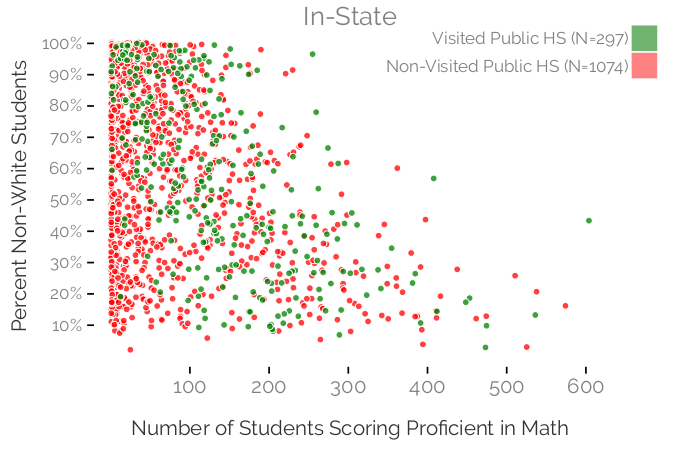 In-State
Visited Public HS (N=297)
Non-Visited Public HS (N=1074)
Percent Non-White Students
100%
90%
80%
70%
60%
50%
40%
30%
20%
10%
100 200 300 400 500 600
Number of Students Scoring Proficient in Math